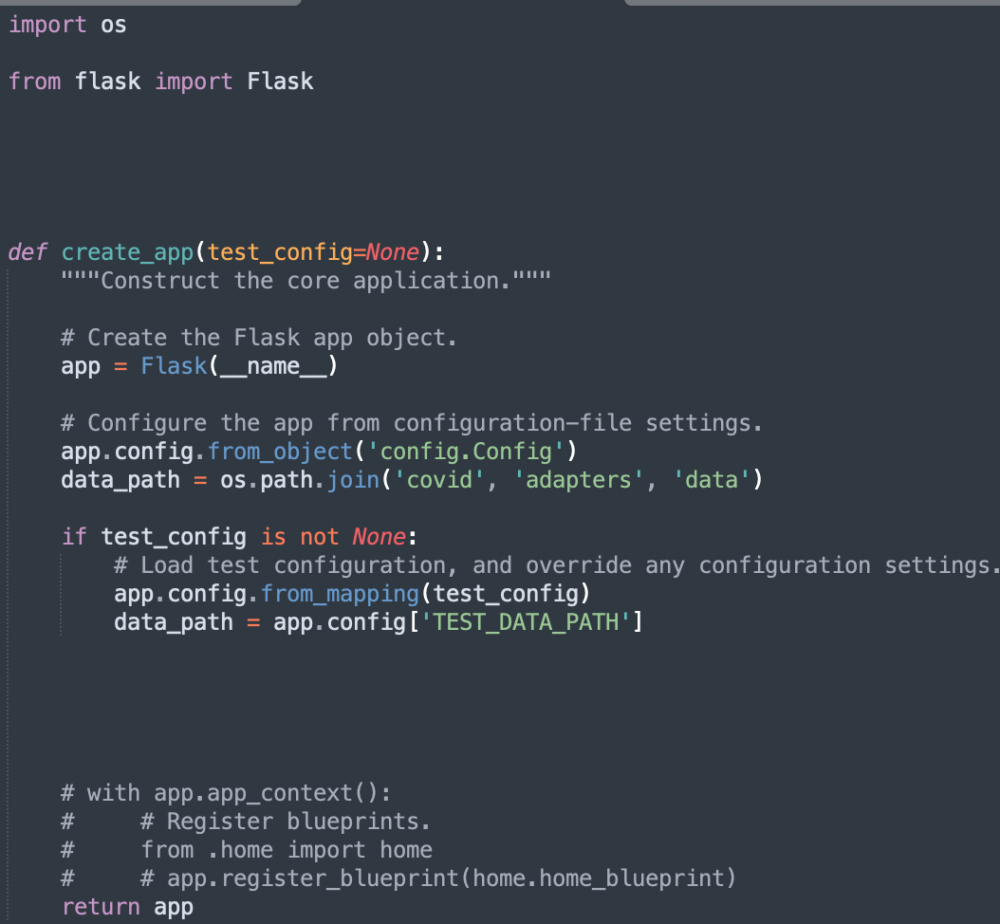 import os
from flask import Flask
def create_app(test_config=None):
    """Construct the core application."""
    # Create the Flask app object.
    app = Flask(__name__)
    # Configure the app from configuration-file settings.
    app.config.from_object('config.Config')
    data_path = os.path.join('covid', 'adapters', 'data')
    if test_config is not None:
        # Load test configuration, and override any configuration settings.
        app.config.from_mapping(test_config)
        data_path = app.config['TEST_DATA_PATH']
    # with app.app_context():
    #     # Register blueprints.
    #     from .home import home
    #     # app.register_blueprint(home.home_blueprint)
    return app